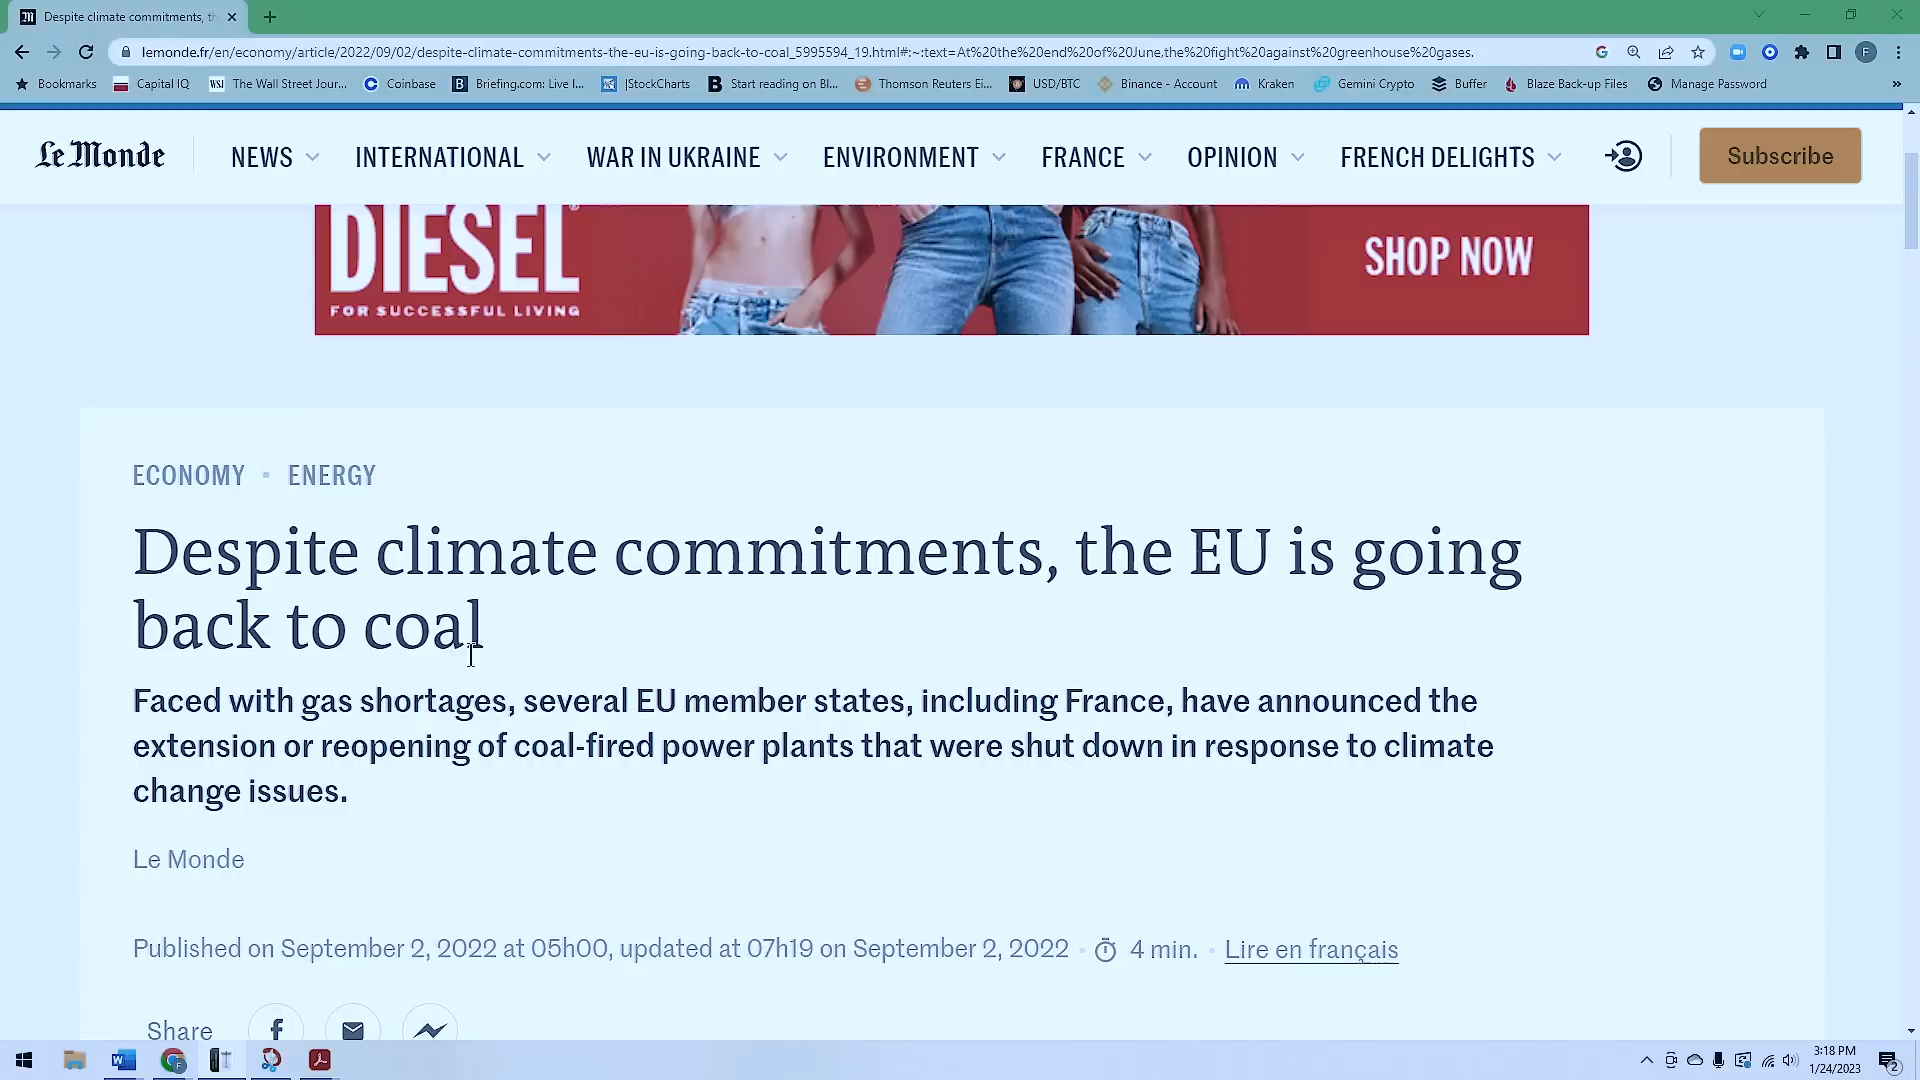 Despite climate commitments, th
lemonde.fr/en/economy/article/2022/09/02/despite-climate-commitments-the-eu-is-going-back-to-coal_5995594_19.html#:~:text=At%20the%20end%20of%20June,the%20fight%20against%20greenhouse%20gases.
F
Bookmarks Capital IQ WSJ The Wall Street Jour... Coinbase B Briefing.com: Live I... |StockCharts B Start reading on Bl... Thomson Reuters Ei... USD/BTC Binance - Account Kraken Gemini Crypto Buffer Blaze Back-up Files Manage Password »
Le Monde NEWS INTERNATIONAL WAR IN UKRAINE ENVIRONMENT FRANCE OPINION FRENCH DELIGHTS Subscribe
DIESEL SHOP NOW
FOR SUCCESSFUL LIVING
ECONOMY • ENERGY
Despite climate commitments, the EU is going
back to coal
Faced with gas shortages, several EU member states, including France, have announced the
extension or reopening of coal-fired power plants that were shut down in response to climate
change issues.
Le Monde
Published on September 2, 2022 at 05h00, updated at 07h19 on September 2, 2022 • 4 min. • Lire en français
Share
3:18 PM
1/24/2023
2